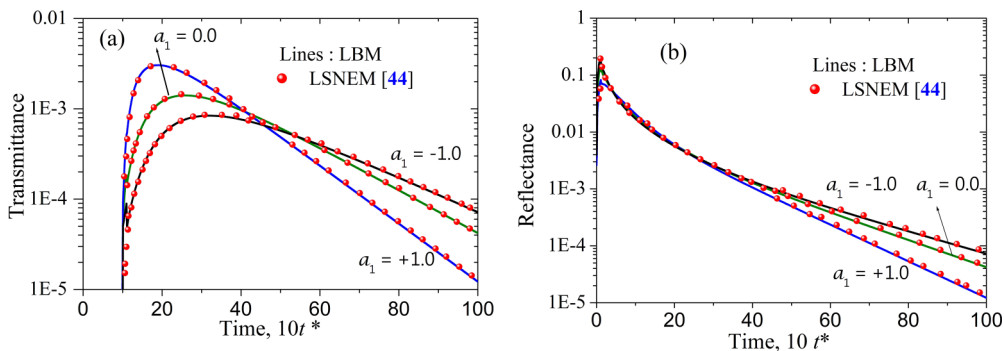 (a)
a₁ = 0.0
Lines : LBM
LSNEM [44]
a₁ = -1.0
a₁ = +1.0
0.01
1E-3
1E-4
1E-5
Transmittance
0 20 40 60 80 100
Time, 10t *
(b)
Lines : LBM
LSNEM [44]
a₁ = -1.0
a₁ = 0.0
a₁ = +1.0
1
0.1
0.01
1E-3
1E-4
1E-5
Reflectance
0 20 40 60 80 100
Time, 10 t*